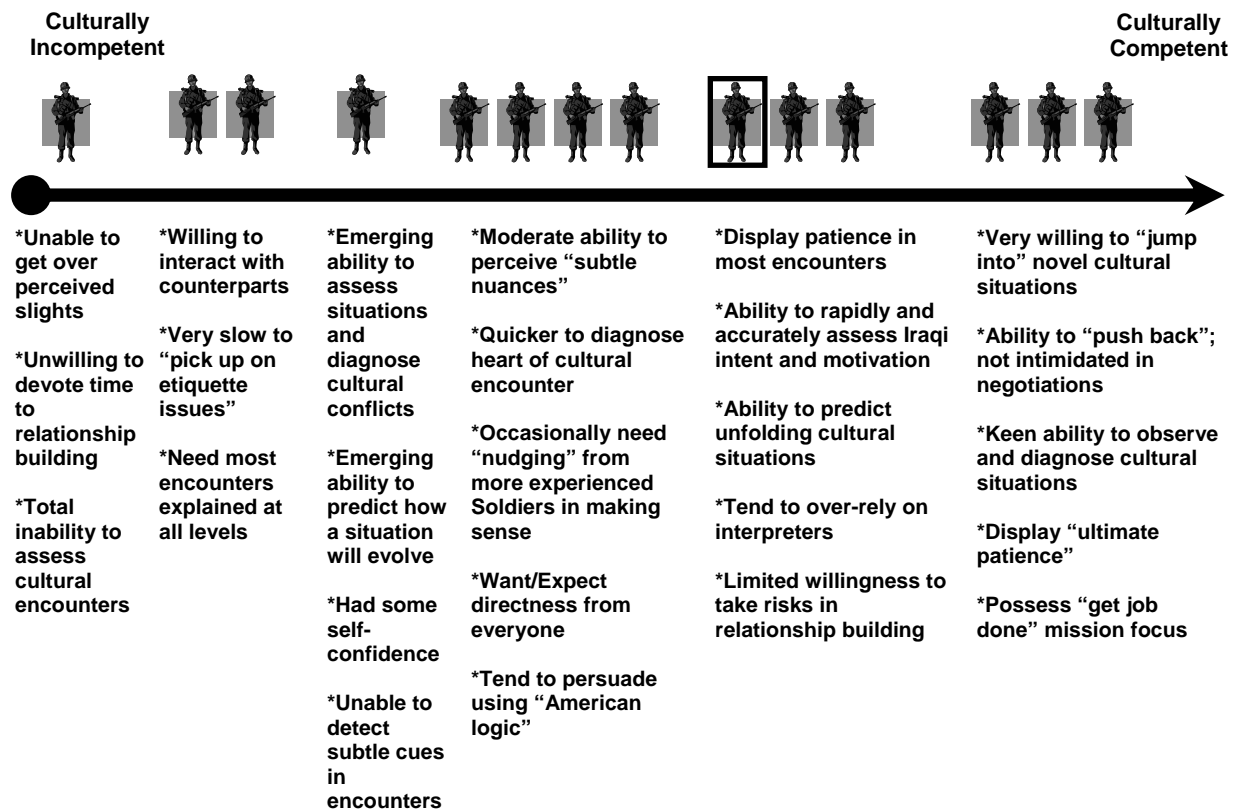 Culturally
Incompetent
Culturally
Competent
*Unable to
get over
perceived
slights
*Unwilling to
devote time
to
relationship
building
*Total
inability to
assess
cultural
encounters
*Willing to
interact with
counterparts
*Very slow to
“pick up on
etiquette
issues”
*Need most
encounters
explained at
all levels
*Emerging
ability to
assess
situations
and
diagnose
cultural
conflicts
*Emerging
ability to
predict how
a situation
will evolve
*Had some
self-
confidence
*Unable to
detect
subtle cues
in
encounters
*Moderate ability to
perceive “subtle
nuances”
*Quicker to diagnose
heart of cultural
encounter
*Occasionally need
“nudging” from
more experienced
Soldiers in making
sense
*Want/Expect
directness from
everyone
*Tend to persuade
using “American
logic”
*Display patience in
most encounters
*Ability to rapidly and
accurately assess Iraqi
intent and motivation
*Ability to predict
unfolding cultural
situations
*Tend to over-rely on
interpreters
*Limited willingness to
take risks in
relationship building
*Very willing to “jump
into” novel cultural
situations
*Ability to “push back”;
not intimidated in
negotiations
*Keen ability to observe
and diagnose cultural
situations
*Display “ultimate
patience”
*Possess “get job
done” mission focus